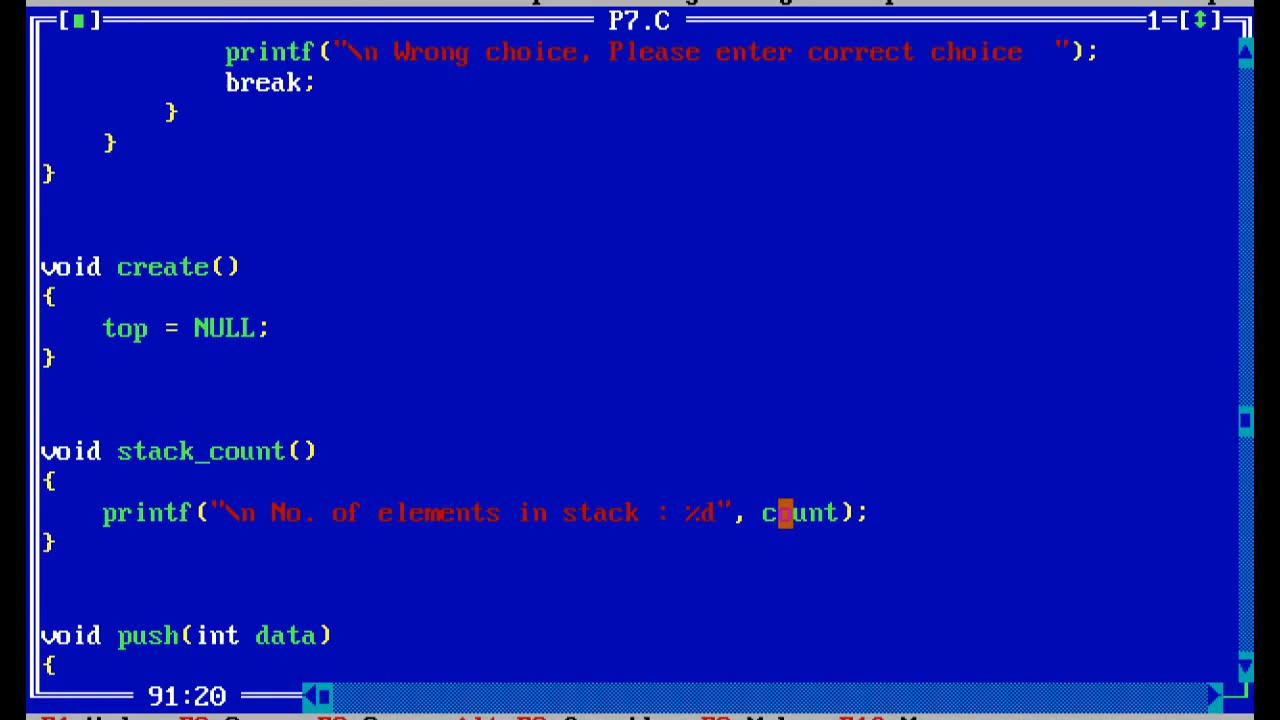 P7.C 1=[↕]
printf("\n Wrong choice, Please enter correct choice  ");
break;
}
}
}
void create()
{
top = NULL;
}
void stack_count()
{
printf("\n No. of elements in stack : %d", count);
}
void push(int data)
{
91:20